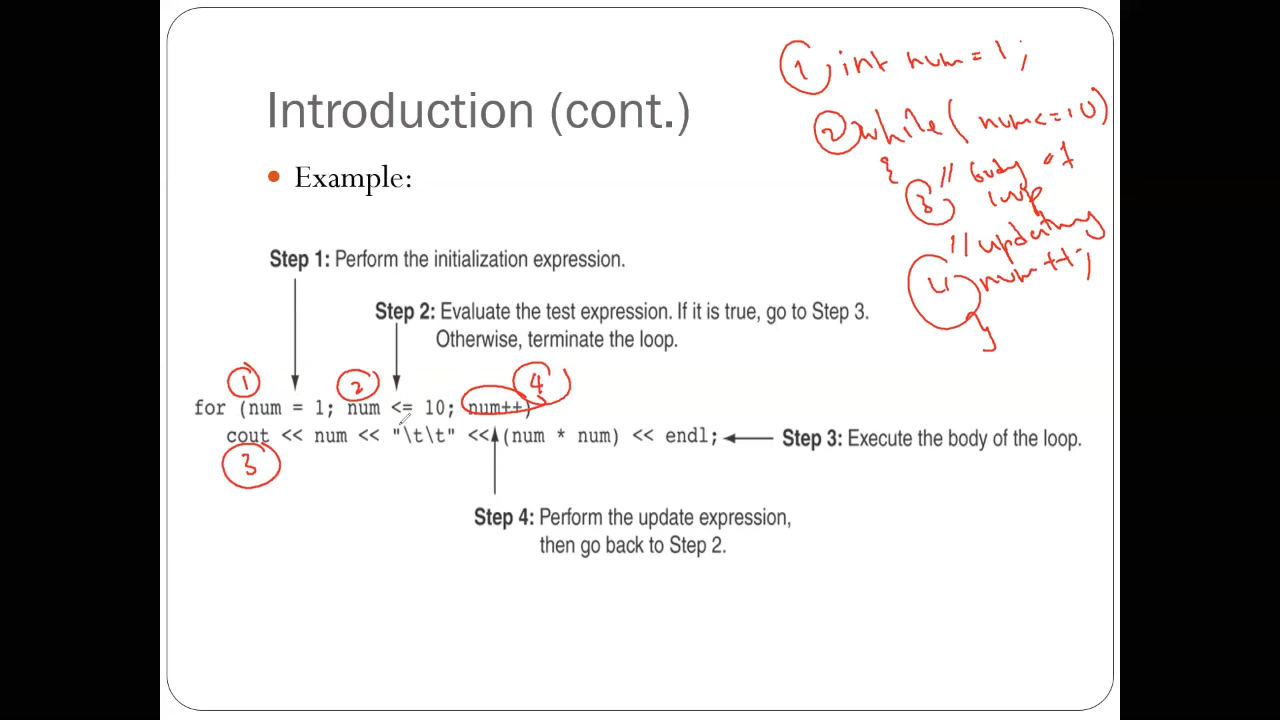 Introduction (cont.)
• Example:
Step 1: Perform the initialization expression.
Step 2: Evaluate the test expression. If it is true, go to Step 3.
Otherwise, terminate the loop.
1 2 4
for (num = 1; num <= 10; num++)
cout << num << "\t\t" << (num * num) << endl;
3
Step 3: Execute the body of the loop.
Step 4: Perform the update expression,
then go back to Step 2.
1 int num = 1;
2 while( num<=10)
{ // body of
3 loop
// updating
4 num++;
}